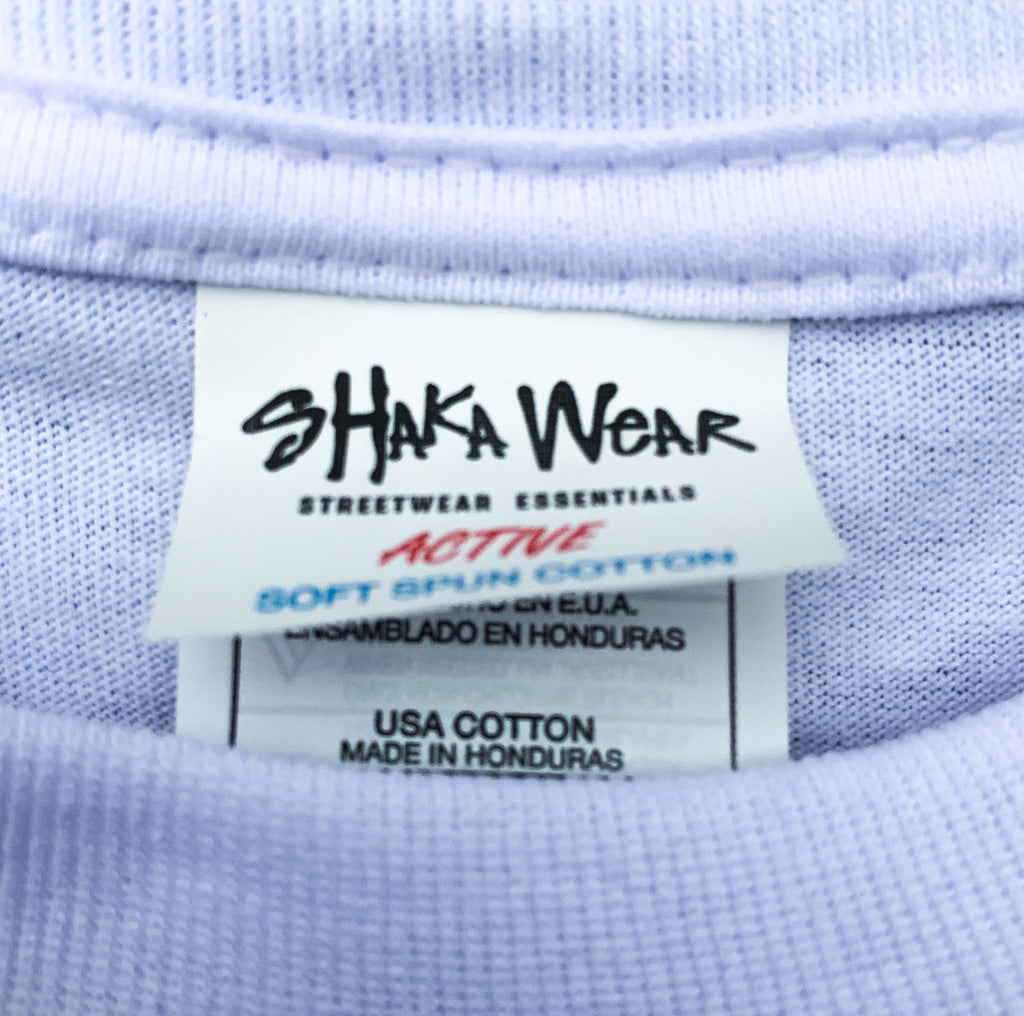 SHAKA WEAR
STREETWEAR ESSENTIALS
ACTIVE
SOFT SPUN COTTON
EN E.U.A.
ENSAMBLADO EN HONDURAS
USA COTTON
MADE IN HONDURAS